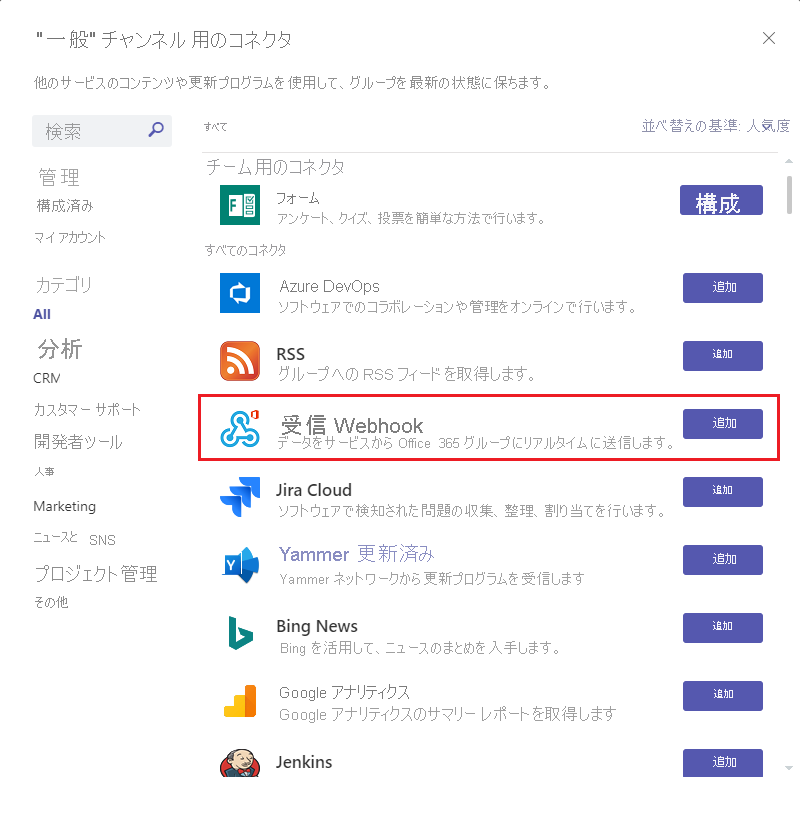 "一般" チャンネル 用のコネクタ
他のサービスのコンテンツや更新プログラムを使用して、グループを最新の状態に保ちます。
検索
すべて
並べ替えの基準: 人気度
管理
構成済み
マイ アカウント
カテゴリ
All
分析
CRM
カスタマー サポート
開発者ツール
人事
Marketing
ニュースと SNS
プロジェクト管理
その他
チーム用のコネクタ
フォーム
アンケート、クイズ、投票を簡単な方法で行います。
構成
すべてのコネクタ
Azure DevOps
ソフトウェアでのコラボレーションや管理をオンラインで行います。
追加
RSS
グループへの RSS フィードを取得します。
追加
受信 Webhook
データをサービスから Office 365 グループにリアルタイムに送信します。
追加
Jira Cloud
ソフトウェアで検知された問題の収集、整理、割り当てを行います。
追加
Yammer 更新済み
Yammer ネットワークから更新プログラムを受信します
追加
Bing News
Bing を活用して、ニュースのまとめを入手します。
追加
Google アナリティクス
Google アナリティクスのサマリー レポートを取得します
追加
Jenkins
追加